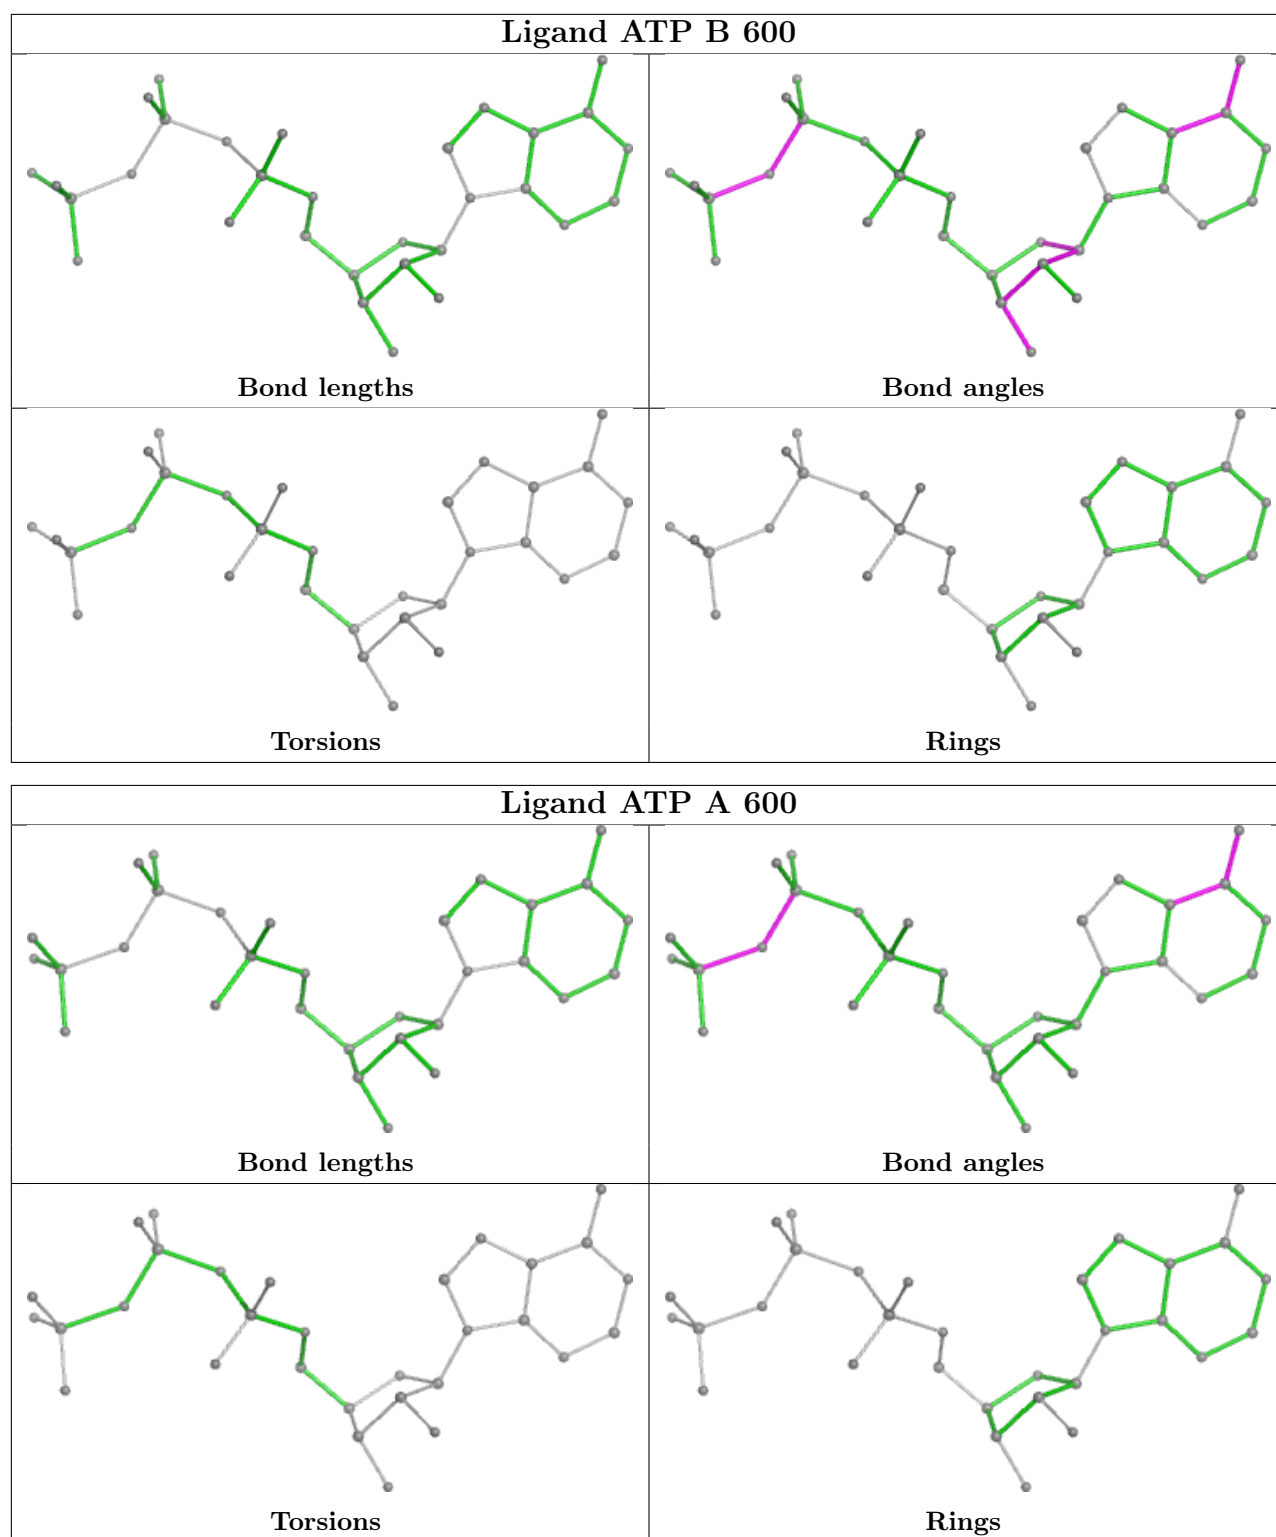 Ligand ATP B 600
Bond lengths
Bond angles
Torsions
Rings
Ligand ATP A 600
Bond lengths
Bond angles
Torsions
Rings